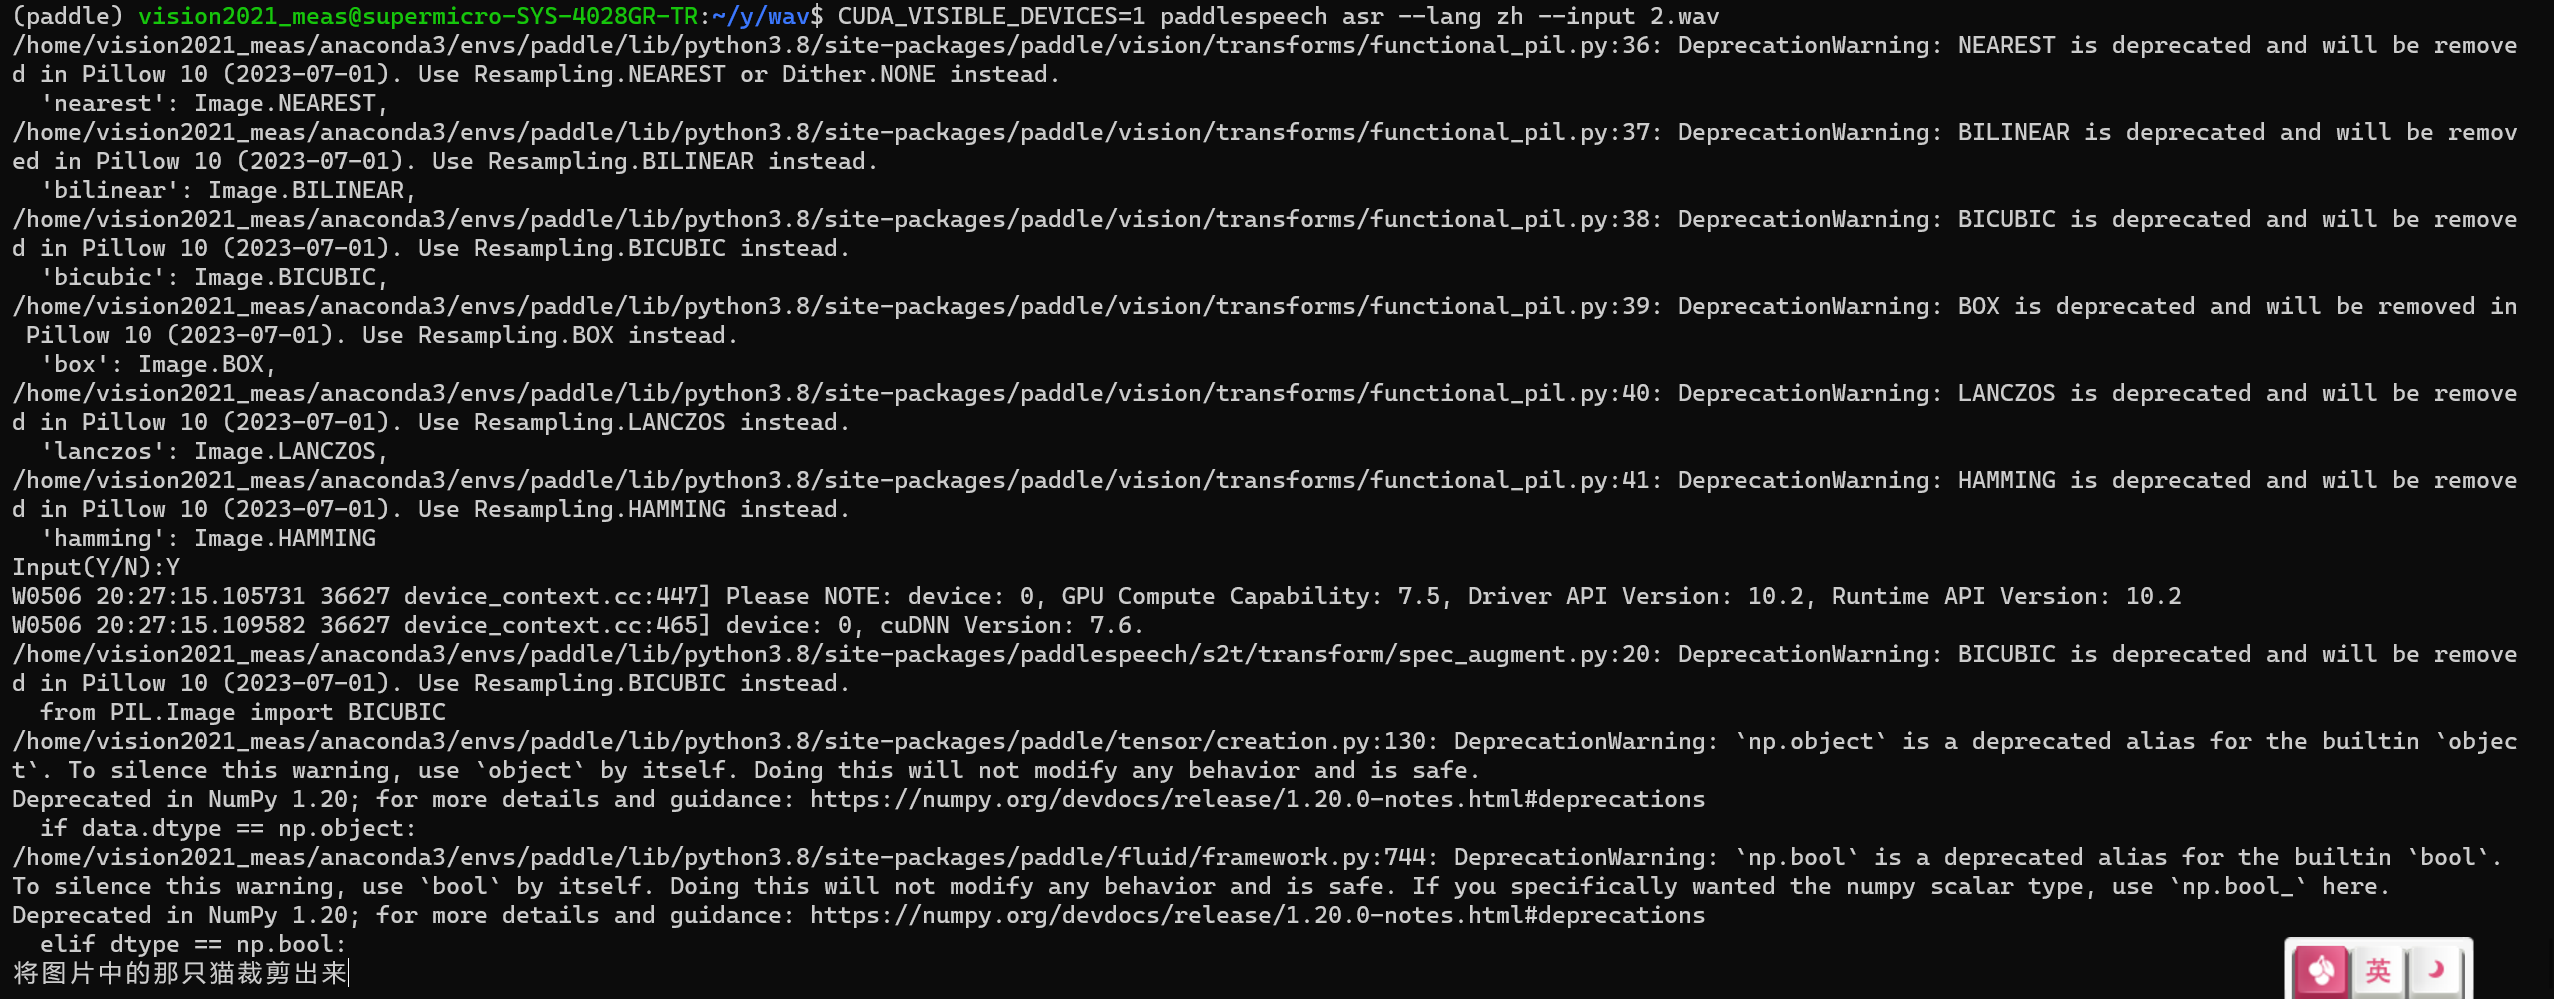 (paddle) vision2021_meas@supermicro-SYS-4028GR-TR:~/y/wav$ CUDA_VISIBLE_DEVICES=1 paddlespeech asr --lang zh --input 2.wav
/home/vision2021_meas/anaconda3/envs/paddle/lib/python3.8/site-packages/paddle/vision/transforms/functional_pil.py:36: DeprecationWarning: NEAREST is deprecated and will be remove
d in Pillow 10 (2023-07-01). Use Resampling.NEAREST or Dither.NONE instead.
  'nearest': Image.NEAREST,
/home/vision2021_meas/anaconda3/envs/paddle/lib/python3.8/site-packages/paddle/vision/transforms/functional_pil.py:37: DeprecationWarning: BILINEAR is deprecated and will be remov
ed in Pillow 10 (2023-07-01). Use Resampling.BILINEAR instead.
  'bilinear': Image.BILINEAR,
/home/vision2021_meas/anaconda3/envs/paddle/lib/python3.8/site-packages/paddle/vision/transforms/functional_pil.py:38: DeprecationWarning: BICUBIC is deprecated and will be remove
d in Pillow 10 (2023-07-01). Use Resampling.BICUBIC instead.
  'bicubic': Image.BICUBIC,
/home/vision2021_meas/anaconda3/envs/paddle/lib/python3.8/site-packages/paddle/vision/transforms/functional_pil.py:39: DeprecationWarning: BOX is deprecated and will be removed in
 Pillow 10 (2023-07-01). Use Resampling.BOX instead.
  'box': Image.BOX,
/home/vision2021_meas/anaconda3/envs/paddle/lib/python3.8/site-packages/paddle/vision/transforms/functional_pil.py:40: DeprecationWarning: LANCZOS is deprecated and will be remove
d in Pillow 10 (2023-07-01). Use Resampling.LANCZOS instead.
  'lanczos': Image.LANCZOS,
/home/vision2021_meas/anaconda3/envs/paddle/lib/python3.8/site-packages/paddle/vision/transforms/functional_pil.py:41: DeprecationWarning: HAMMING is deprecated and will be remove
d in Pillow 10 (2023-07-01). Use Resampling.HAMMING instead.
  'hamming': Image.HAMMING
Input(Y/N):Y
W0506 20:27:15.105731 36627 device_context.cc:447] Please NOTE: device: 0, GPU Compute Capability: 7.5, Driver API Version: 10.2, Runtime API Version: 10.2
W0506 20:27:15.109582 36627 device_context.cc:465] device: 0, cuDNN Version: 7.6.
/home/vision2021_meas/anaconda3/envs/paddle/lib/python3.8/site-packages/paddlespeech/s2t/transform/spec_augment.py:20: DeprecationWarning: BICUBIC is deprecated and will be remove
d in Pillow 10 (2023-07-01). Use Resampling.BICUBIC instead.
  from PIL.Image import BICUBIC
/home/vision2021_meas/anaconda3/envs/paddle/lib/python3.8/site-packages/paddle/tensor/creation.py:130: DeprecationWarning: `np.object` is a deprecated alias for the builtin `objec
t`. To silence this warning, use `object` by itself. Doing this will not modify any behavior and is safe.
Deprecated in NumPy 1.20; for more details and guidance: https://numpy.org/devdocs/release/1.20.0-notes.html#deprecations
  if data.dtype == np.object:
/home/vision2021_meas/anaconda3/envs/paddle/lib/python3.8/site-packages/paddle/fluid/framework.py:744: DeprecationWarning: `np.bool` is a deprecated alias for the builtin `bool`.
To silence this warning, use `bool` by itself. Doing this will not modify any behavior and is safe. If you specifically wanted the numpy scalar type, use `np.bool_` here.
Deprecated in NumPy 1.20; for more details and guidance: https://numpy.org/devdocs/release/1.20.0-notes.html#deprecations
  elif dtype == np.bool:
将图片中的那只猫裁剪出来
英